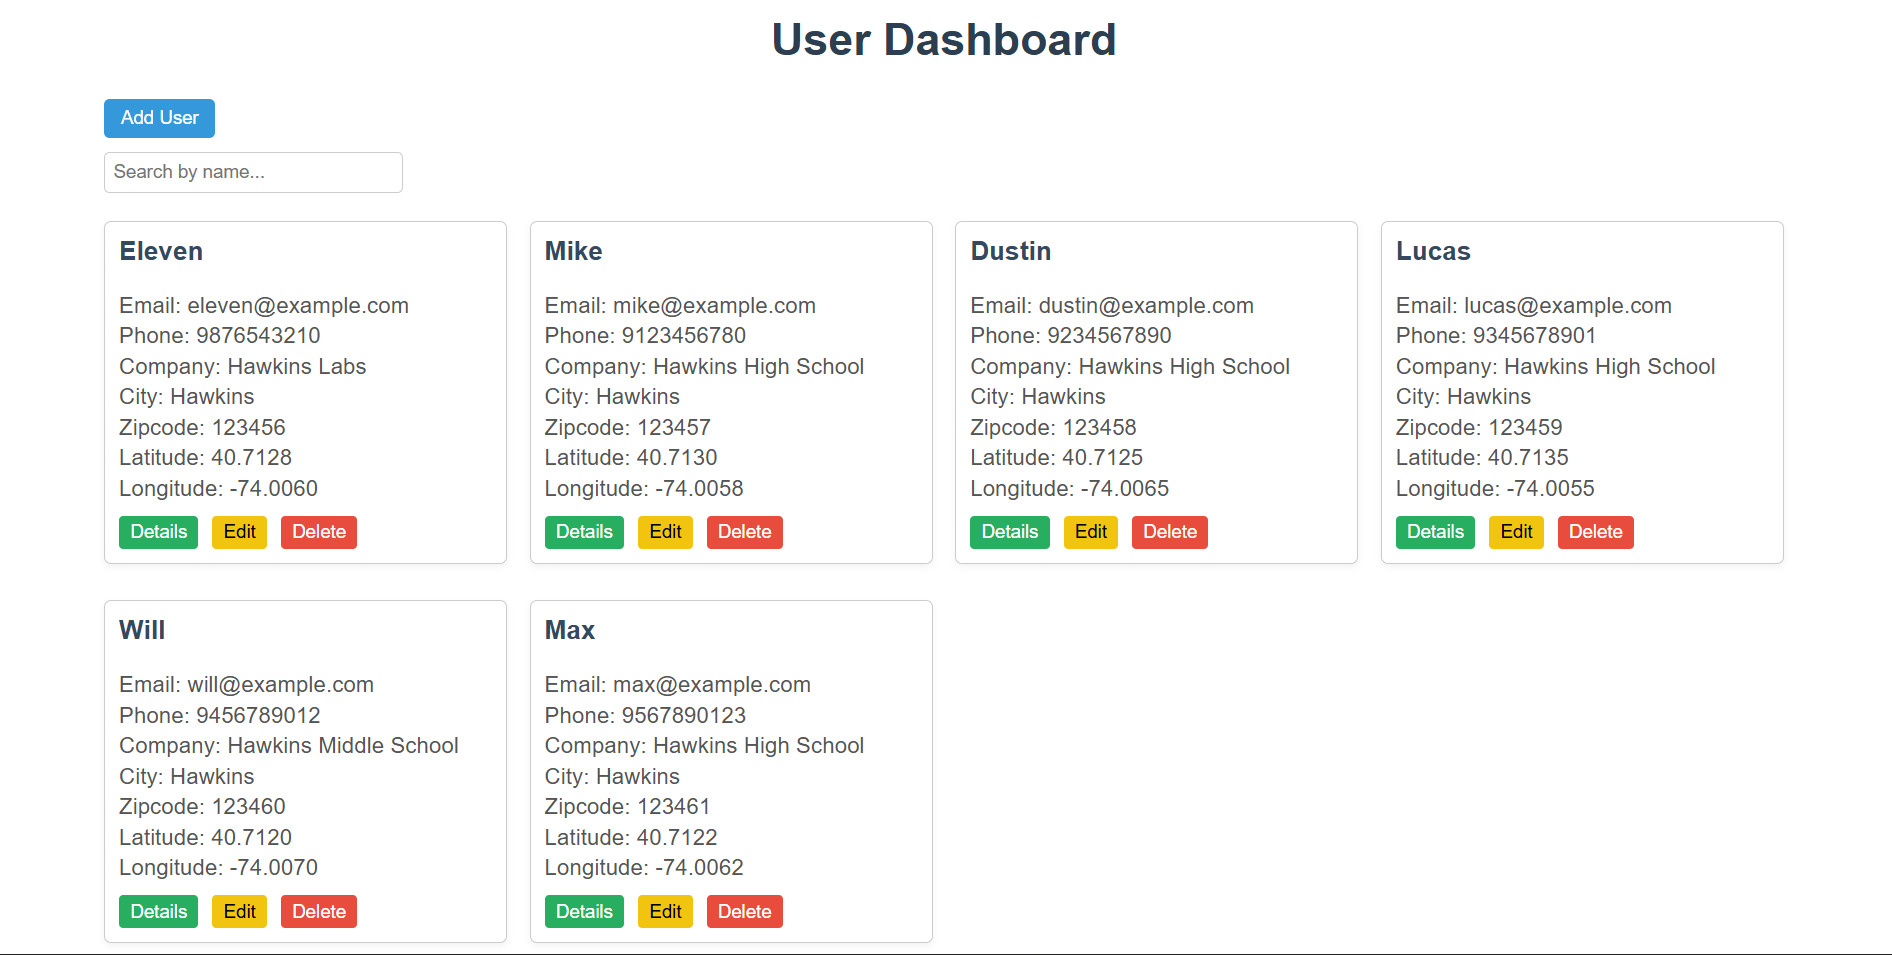 User Dashboard
Add User
Search by name...
Eleven
Email: eleven@example.com
Phone: 9876543210
Company: Hawkins Labs
City: Hawkins
Zipcode: 123456
Latitude: 40.7128
Longitude: -74.0060
Details Edit Delete
Mike
Email: mike@example.com
Phone: 9123456780
Company: Hawkins High School
City: Hawkins
Zipcode: 123457
Latitude: 40.7130
Longitude: -74.0058
Details Edit Delete
Dustin
Email: dustin@example.com
Phone: 9234567890
Company: Hawkins High School
City: Hawkins
Zipcode: 123458
Latitude: 40.7125
Longitude: -74.0065
Details Edit Delete
Lucas
Email: lucas@example.com
Phone: 9345678901
Company: Hawkins High School
City: Hawkins
Zipcode: 123459
Latitude: 40.7135
Longitude: -74.0055
Details Edit Delete
Will
Email: will@example.com
Phone: 9456789012
Company: Hawkins Middle School
City: Hawkins
Zipcode: 123460
Latitude: 40.7120
Longitude: -74.0070
Details Edit Delete
Max
Email: max@example.com
Phone: 9567890123
Company: Hawkins High School
City: Hawkins
Zipcode: 123461
Latitude: 40.7122
Longitude: -74.0062
Details Edit Delete